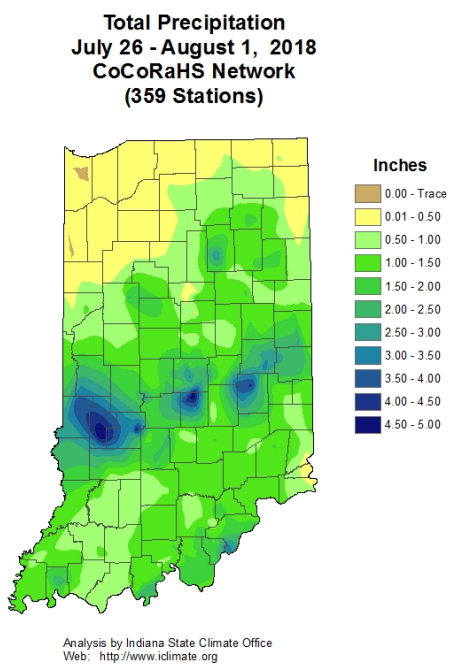 Total Precipitation
July 26 - August 1, 2018
CoCoRaHS Network
(359 Stations)
Inches
0.00 - Trace
0.01 - 0.50
0.50 - 1.00
1.00 - 1.50
1.50 - 2.00
2.00 - 2.50
2.50 - 3.00
3.00 - 3.50
3.50 - 4.00
4.00 - 4.50
4.50 - 5.00
Analysis by Indiana State Climate Office
Web: http://www.iclimate.org